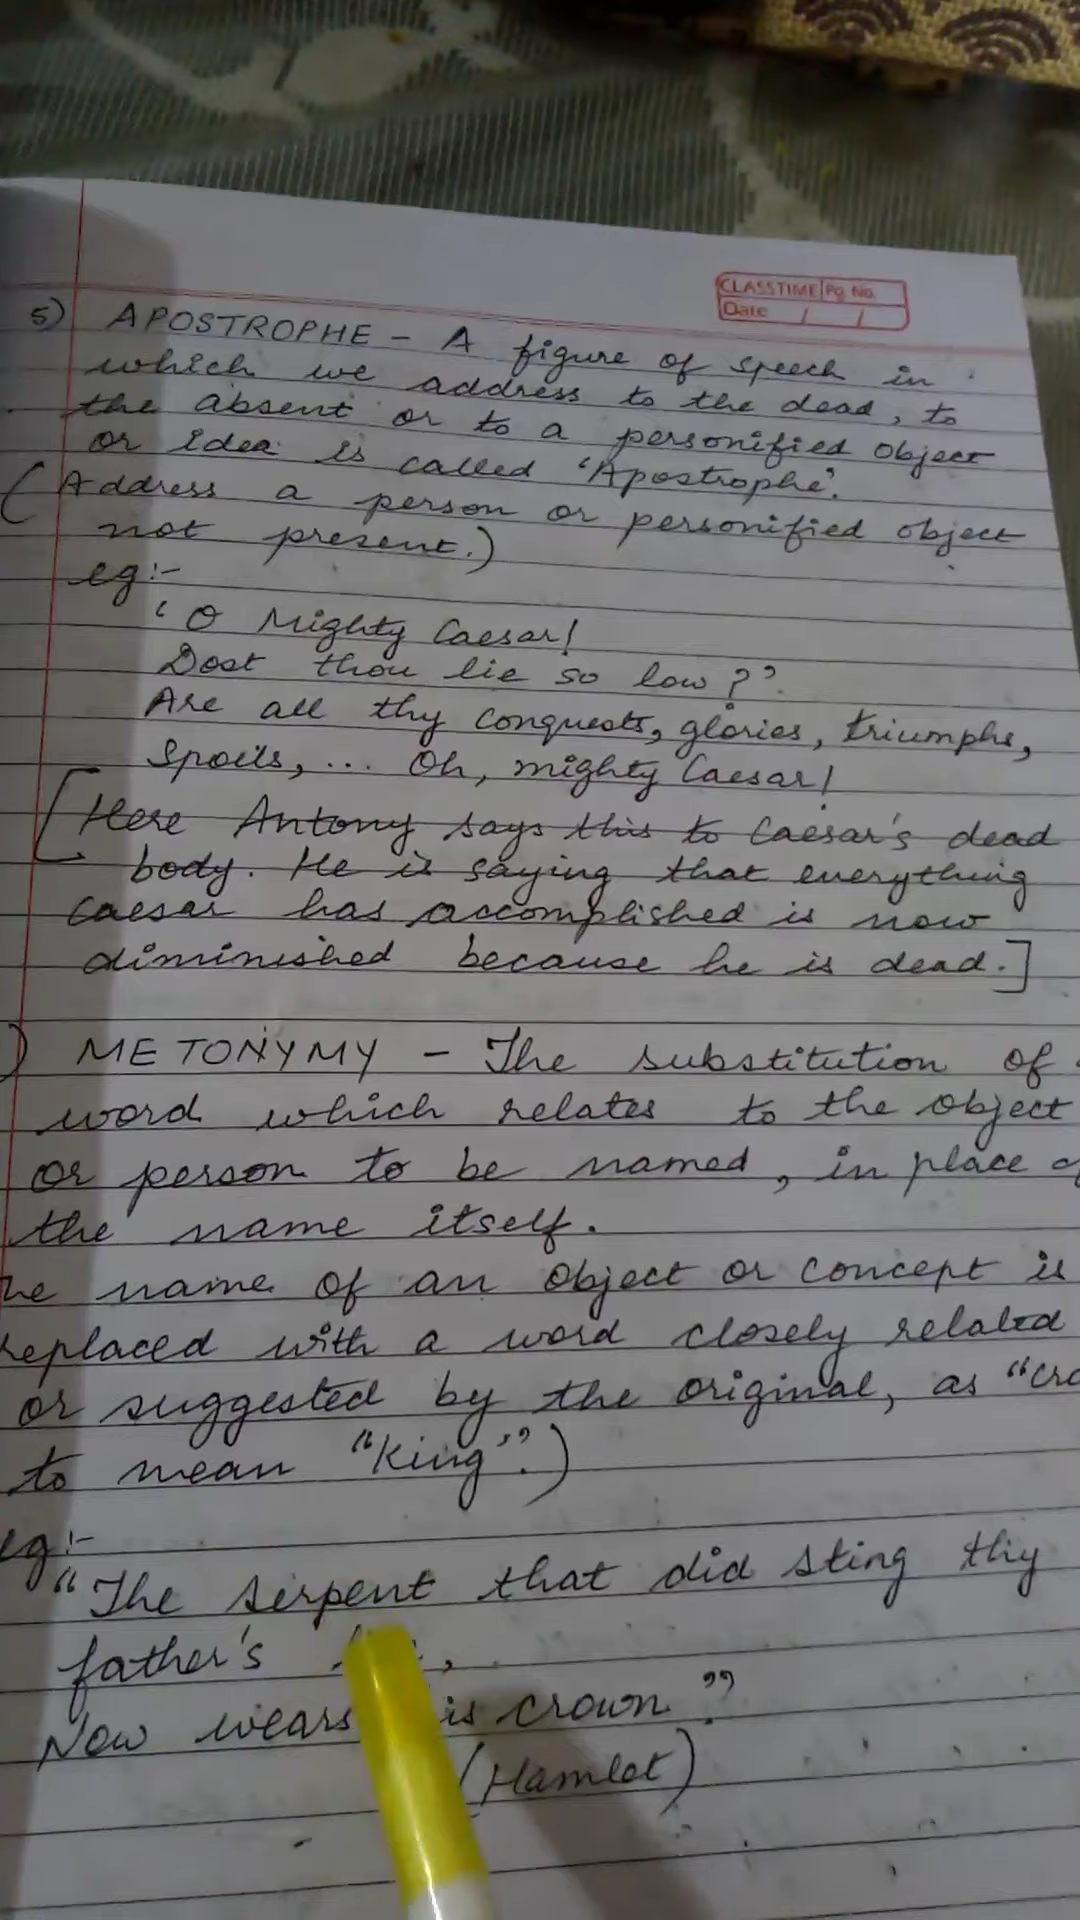 CLASSTIME Pg. No.
Date / /
5) APOSTROPHE - A figure of speech in
which we address to the dead, to
the absent or to a personified object
or idea is called 'Apostrophe'.
(Address a person or personified object
not present.)
eg:-
'O Mighty Caesar!
Dost thou lie so low?'
Are all thy conquests, glories, triumphs,
Spoils, ... Oh, mighty Caesar!
[Here Antony says this to Caesar's dead
body. He is saying that everything
Caesar has accomplished is now
diminished because he is dead.]
) METONYMY - The substitution of
word which relates to the object
or person to be named, in place
the name itself.
name of an object or concept is
replaced with a word closely related
or suggested by the original, as
to mean "King".)
eg:-
"The serpent that did sting thy
father's ,
Now wears crown"
(Hamlet)